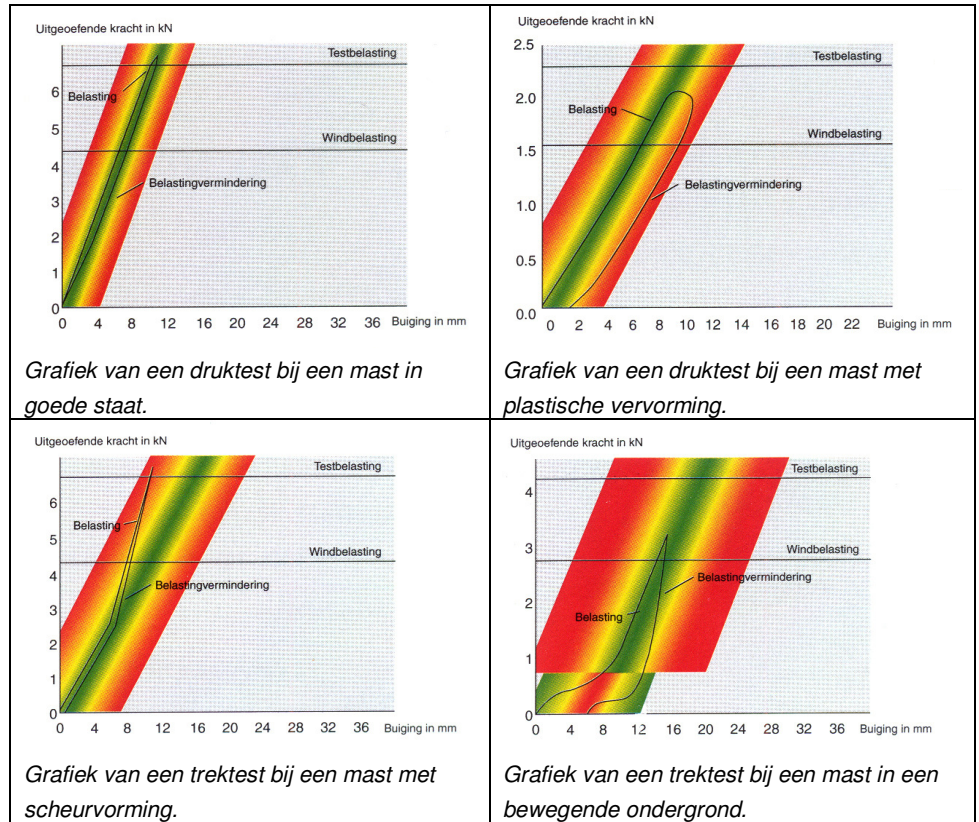 Uitgeoefende kracht in kN
Testbelasting
6
Belasting
5
Windbelasting
4
Belastingvermindering
3
2
1
0
0 4 8 12 16 20 24 28 32 36 Buiging in mm
Grafiek van een druktest bij een mast in
goede staat.
Uitgeoefende kracht in kN
2.5
Testbelasting
2.0
Belasting
1.5
Windbelasting
Belastingvermindering
1.0
0.5
0.0
0 2 4 6 8 10 12 14 16 18 20 22 Buiging in mm
Grafiek van een druktest bij een mast met
plastische vervorming.
Uitgeoefende kracht in kN
Testbelasting
6
Belasting
5
Windbelasting
4
Belastingvermindering
3
2
1
0
0 4 8 12 16 20 24 28 32 36 Buiging in mm
Grafiek van een trektest bij een mast met
scheurvorming.
Uitgeoefende kracht in kN
Testbelasting
4
Windbelasting
3
Belastingvermindering
2
Belasting
1
0
0 4 8 12 16 20 24 28 32 36 Buiging in mm
Grafiek van een trektest bij een mast in een
bewegende ondergrond.